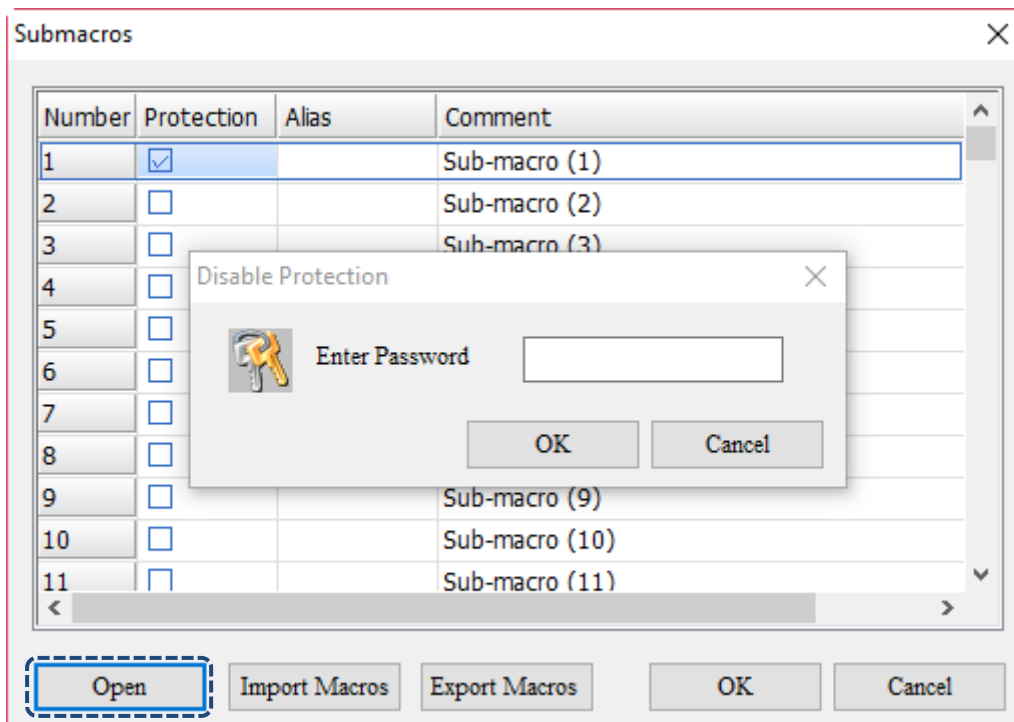 Submacros
Number Protection Alias Comment
1 Sub-macro (1)
2 Sub-macro (2)
3 Sub-macro (3)
Disable Protection
4
5
Enter Password
6
7
8
OK Cancel
9 Sub-macro (9)
10 Sub-macro (10)
11 Sub-macro (11)
Open Import Macros Export Macros OK Cancel